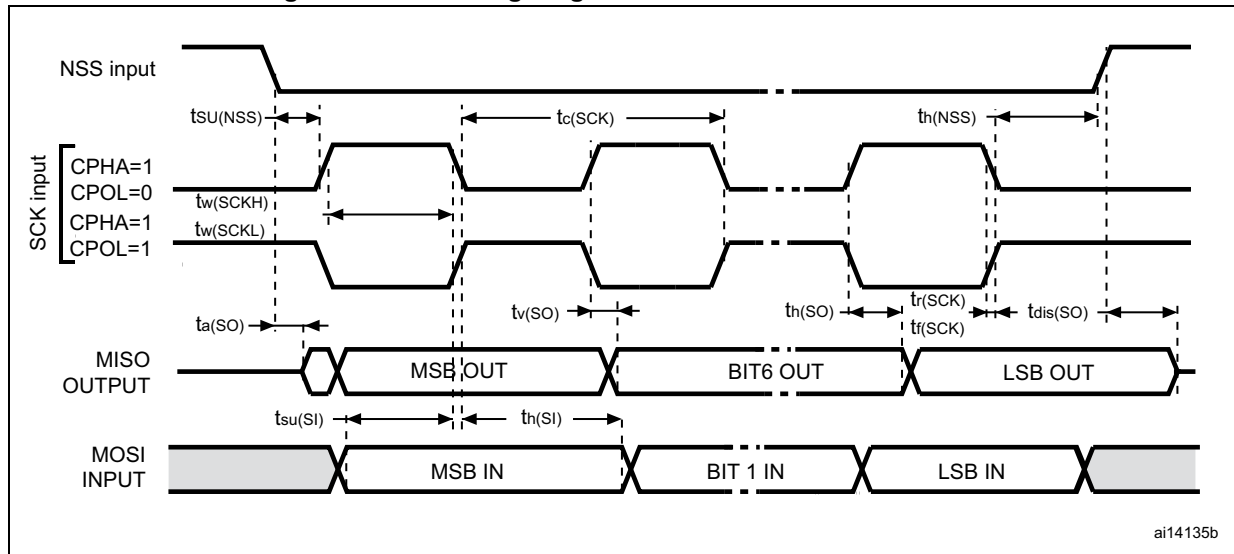 NSS input
tSU(NSS)
tc(SCK)
th(NSS)
SCK input
CPHA=1
CPOL=0
tw(SCKH)
CPHA=1
tw(SCKL)
CPOL=1
ta(SO)
tv(SO)
th(SO)
tr(SCK)
tf(SCK)
tdis(SO)
MISO
OUTPUT
MSB OUT
BIT6 OUT
LSB OUT
tsu(SI)
th(SI)
MOSI
INPUT
MSB IN
BIT 1 IN
LSB IN
ai14135b